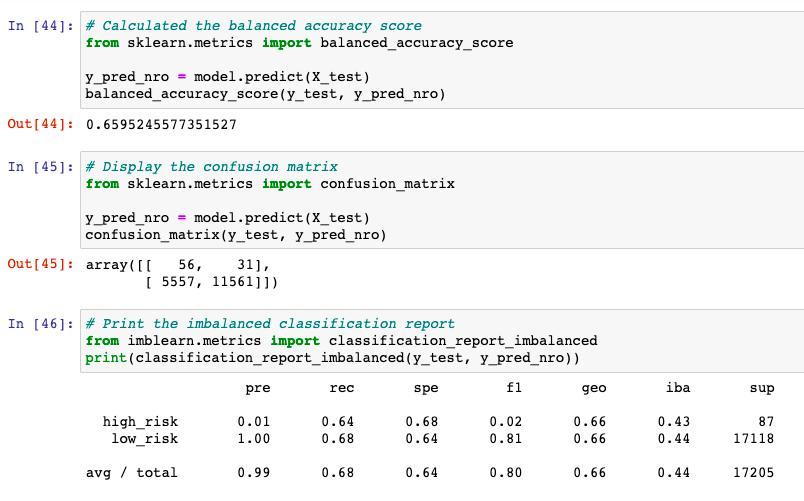 In [44]: # Calculated the balanced accuracy score
from sklearn.metrics import balanced_accuracy_score
y_pred_nro = model.predict(X_test)
balanced_accuracy_score(y_test, y_pred_nro)
Out[44]: 0.6595245577351527
In [45]: # Display the confusion matrix
from sklearn.metrics import confusion_matrix
y_pred_nro = model.predict(X_test)
confusion_matrix(y_test, y_pred_nro)
Out[45]: array([[   56,    31],
[ 5557, 11561]])
In [46]: # Print the imbalanced classification report
from imblearn.metrics import classification_report_imbalanced
print(classification_report_imbalanced(y_test, y_pred_nro))
pre rec spe f1 geo iba sup
high_risk 0.01 0.64 0.68 0.02 0.66 0.43 87
low_risk 1.00 0.68 0.64 0.81 0.66 0.44 17118
avg / total 0.99 0.68 0.64 0.80 0.66 0.44 17205